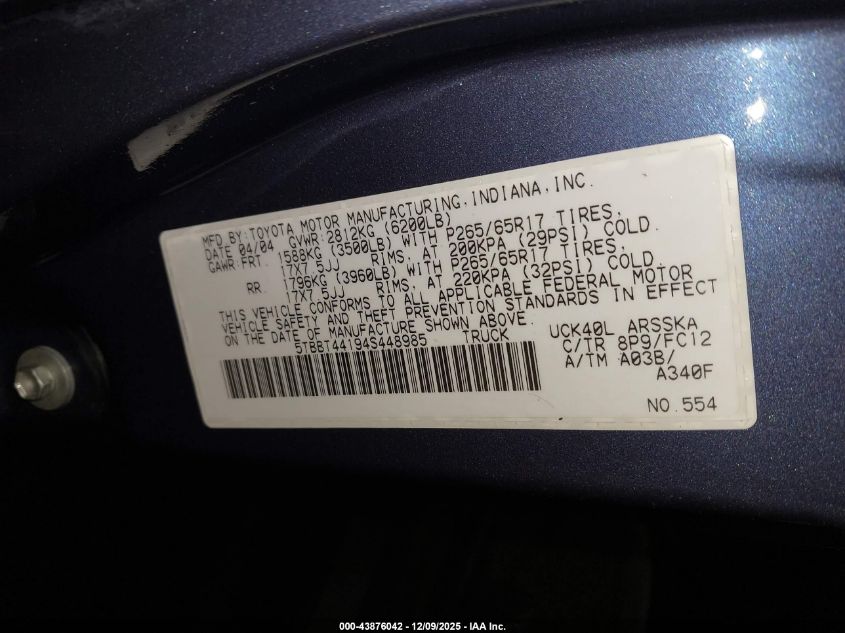 MFD BY:TOYOTA MOTOR MANUFACTURING,INDIANA,INC.
DATE 04/04 GVWR:2812KG (6200LB)
GAWR:FRT. 1588KG (3500LB) WITH P265/65R17 TIRES,
17X7.5JJ RIMS, AT 200KPA (29PSI) COLD.
RR. 1796KG (3960LB) WITH P265/65R17 TIRES,
17X7.5JJ RIMS, AT 220KPA (32PSI) COLD.
THIS VEHICLE CONFORMS TO ALL APPLICABLE FEDERAL MOTOR
VEHICLE SAFETY AND THEFT PREVENTION STANDARDS IN EFFECT
ON THE DATE OF MANUFACTURE SHOWN ABOVE.
5TBBT44194S448985 TRUCK
UCK40L ARSSKA
C/TR 8P9/FC12
A/TM A03B/
A340F
NO.554
000-43876042 - 12/09/2025 - IAA Inc.